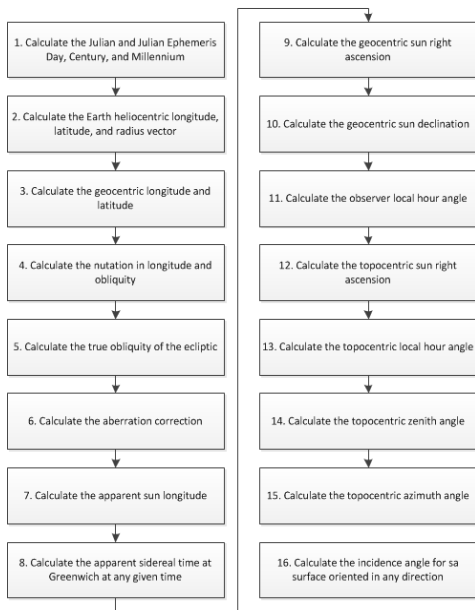 1. Calculate the Julian and Julian Ephemeris
Day, Century, and Millennium
2. Calculate the Earth heliocentric longitude,
latitude, and radius vector
3. Calculate the geocentric longitude and
latitude
4. Calculate the nutation in longitude and
obliquity
5. Calculate the true obliquity of the ecliptic
6. Calculate the aberration correction
7. Calculate the apparent sun longitude
8. Calculate the apparent sidereal time at
Greenwich at any given time
9. Calculate the geocentric sun right
ascension
10. Calculate the geocentric sun declination
11. Calculate the observer local hour angle
12. Calculate the topocentric sun right
ascension
13. Calculate the topocentric local hour angle
14. Calculate the topocentric zenith angle
15. Calculate the topocentric azimuth angle
16. Calculate the incidence angle for sa
surface oriented in any direction